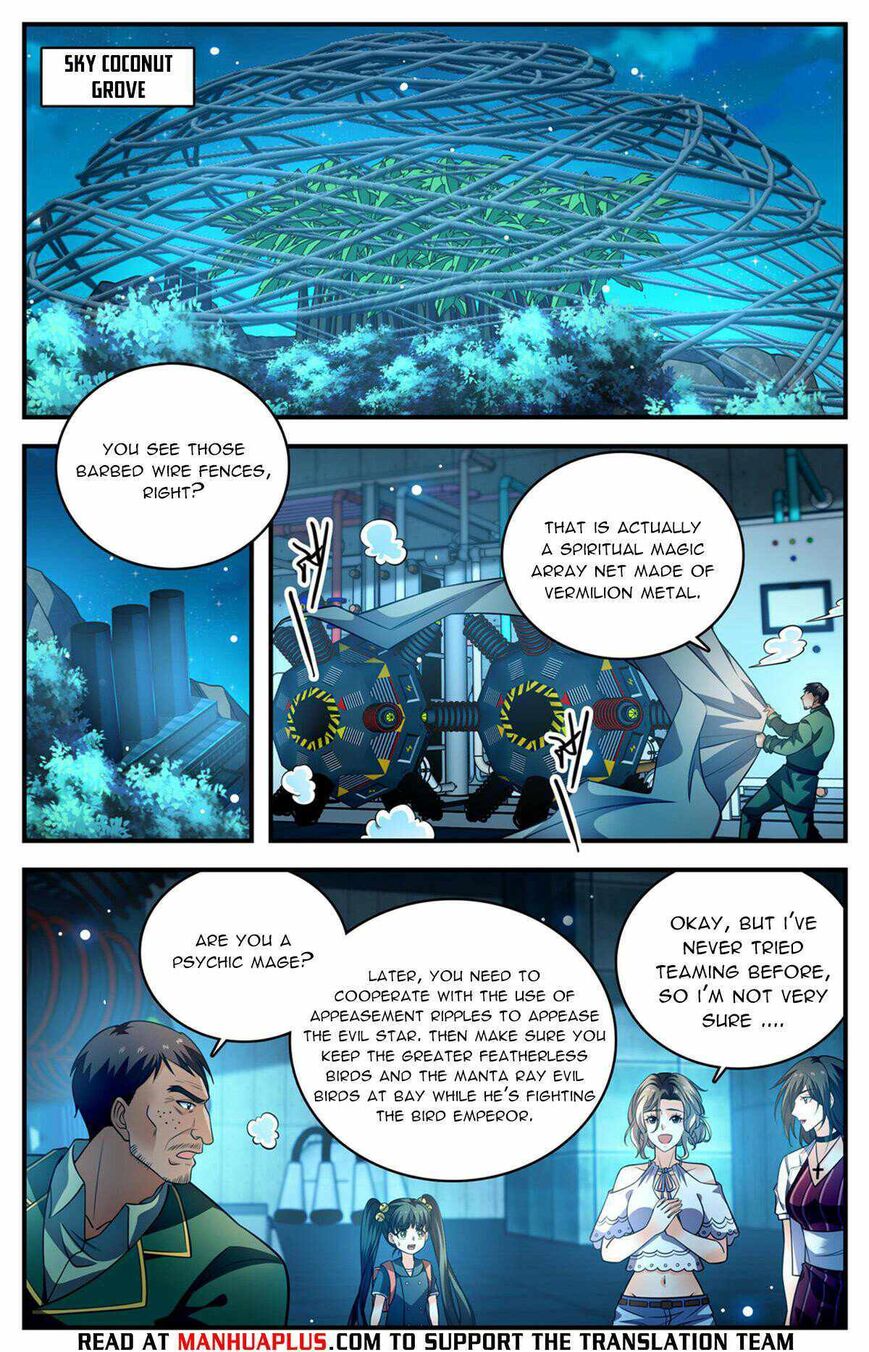 SKY COCONUT
GROVE
YOU SEE THOSE
BARBED WIRE FENCES,
RIGHT?
THAT IS ACTUALLY
A SPIRITUAL MAGIC
ARRAY NET MADE OF
VERMILION METAL.
ARE YOU A
PSYCHIC MAGE?
LATER, YOU NEED TO
COOPERATE WITH THE USE OF
APPEASEMENT RIPPLES TO APPEASE
THE EVIL STAR. THEN MAKE SURE YOU
KEEP THE GREATER FEATHERLESS
BIRDS AND THE MANTA RAY EVIL
BIRDS AT BAY WHILE HE'S FIGHTING
THE BIRD EMPEROR.
OKAY, BUT I'VE
NEVER TRIED
TEAMING BEFORE,
SO I'M NOT VERY
SURE ....
READ AT MANHUAPLUS.COM TO SUPPORT THE TRANSLATION TEAM